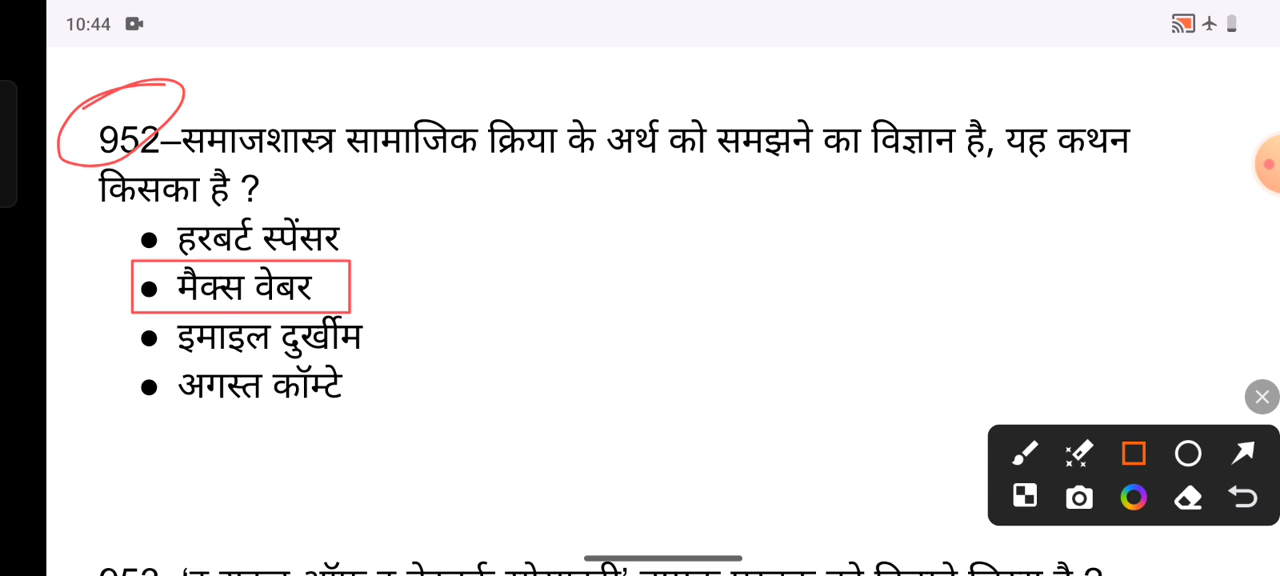 10:44
952–समाजशास्त्र सामाजिक क्रिया के अर्थ को समझने का विज्ञान है, यह कथन
किसका है ?
● हरबर्ट स्पेंसर
● मैक्स वेबर
● इमाइल दुर्खीम
● अगस्त कॉम्टे